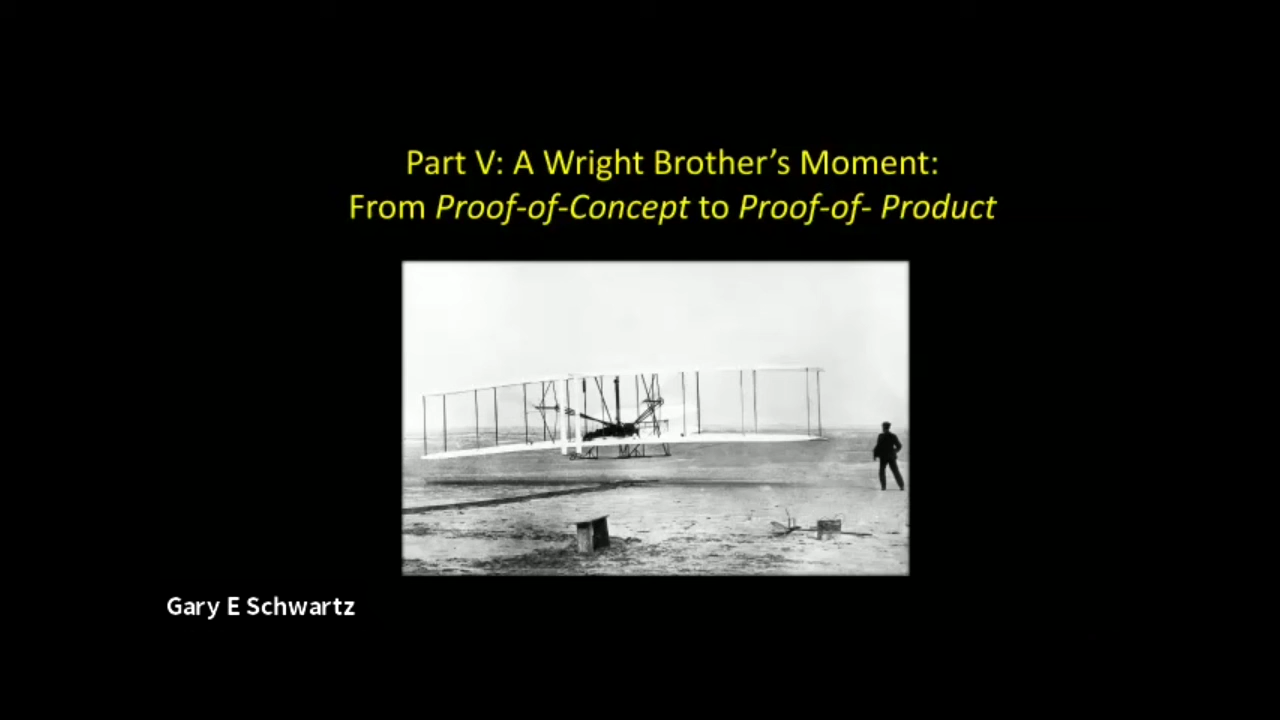 Part V: A Wright Brother’s Moment:
From Proof-of-Concept to Proof-of- Product
Gary E Schwartz